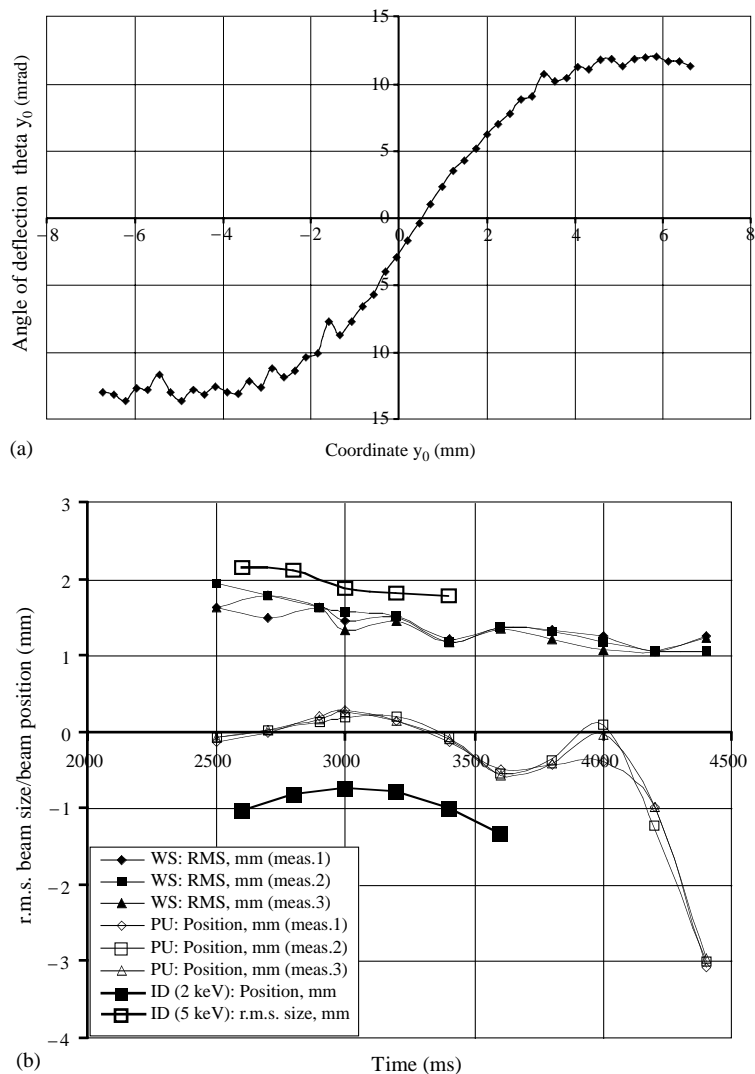 15
10
5
0
−8
−6
−4
−2
0
2
4
6
8
5
10
15
Angle of deflection theta y0 (mrad)
(a)
Coordinate y0 (mm)
3
2
1
0
2000
2500
3000
3500
4000
4500
−1
−2
−3
−4
r.m.s. beam size/beam position (mm)
WS: RMS, mm (meas.1)
WS: RMS, mm (meas.2)
WS: RMS, mm (meas.3)
PU: Position, mm (meas.1)
PU: Position, mm (meas.2)
PU: Position, mm (meas.3)
ID (2 keV): Position, mm
ID (5 keV): r.m.s. size, mm
(b)
Time (ms)